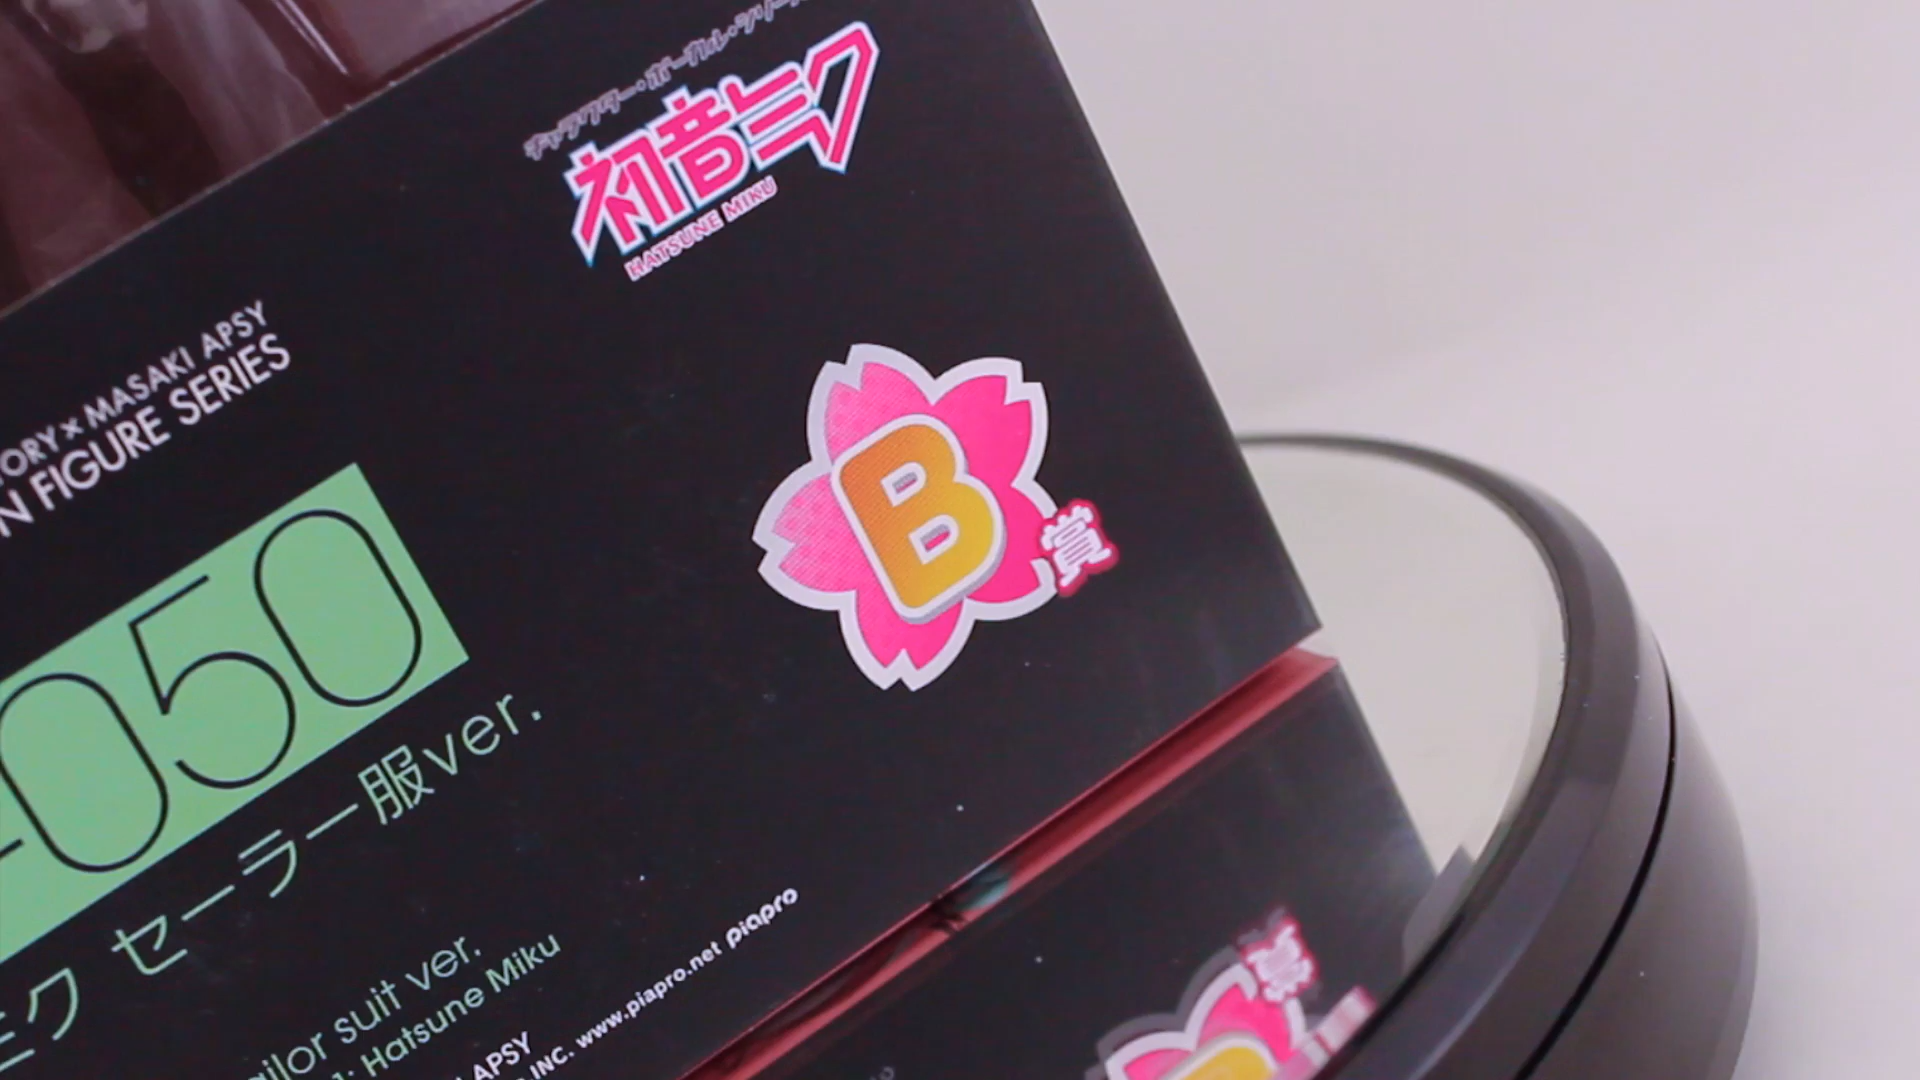 キャラクター・ボーカル・シリーズ
初音ミク
HATSUNE MIKU
ORY×MASAKI APSY
N FIGURE SERIES
B
賞
-050
ミク セーラー服ver.
ailor suit ver.
: Hatsune Miku
APSY
INC. www.piapro.net piapro
賞
B